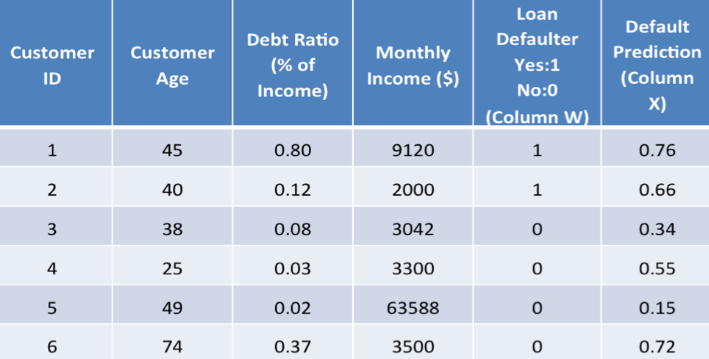 Customer ID Customer Age Debt Ratio (% of Income) Monthly Income ($) Loan Defaulter Yes:1 No:0 (Column W) Default Prediction (Column X)
1 45 0.80 9120 1 0.76
2 40 0.12 2000 1 0.66
3 38 0.08 3042 0 0.34
4 25 0.03 3300 0 0.55
5 49 0.02 63588 0 0.15
6 74 0.37 3500 0 0.72